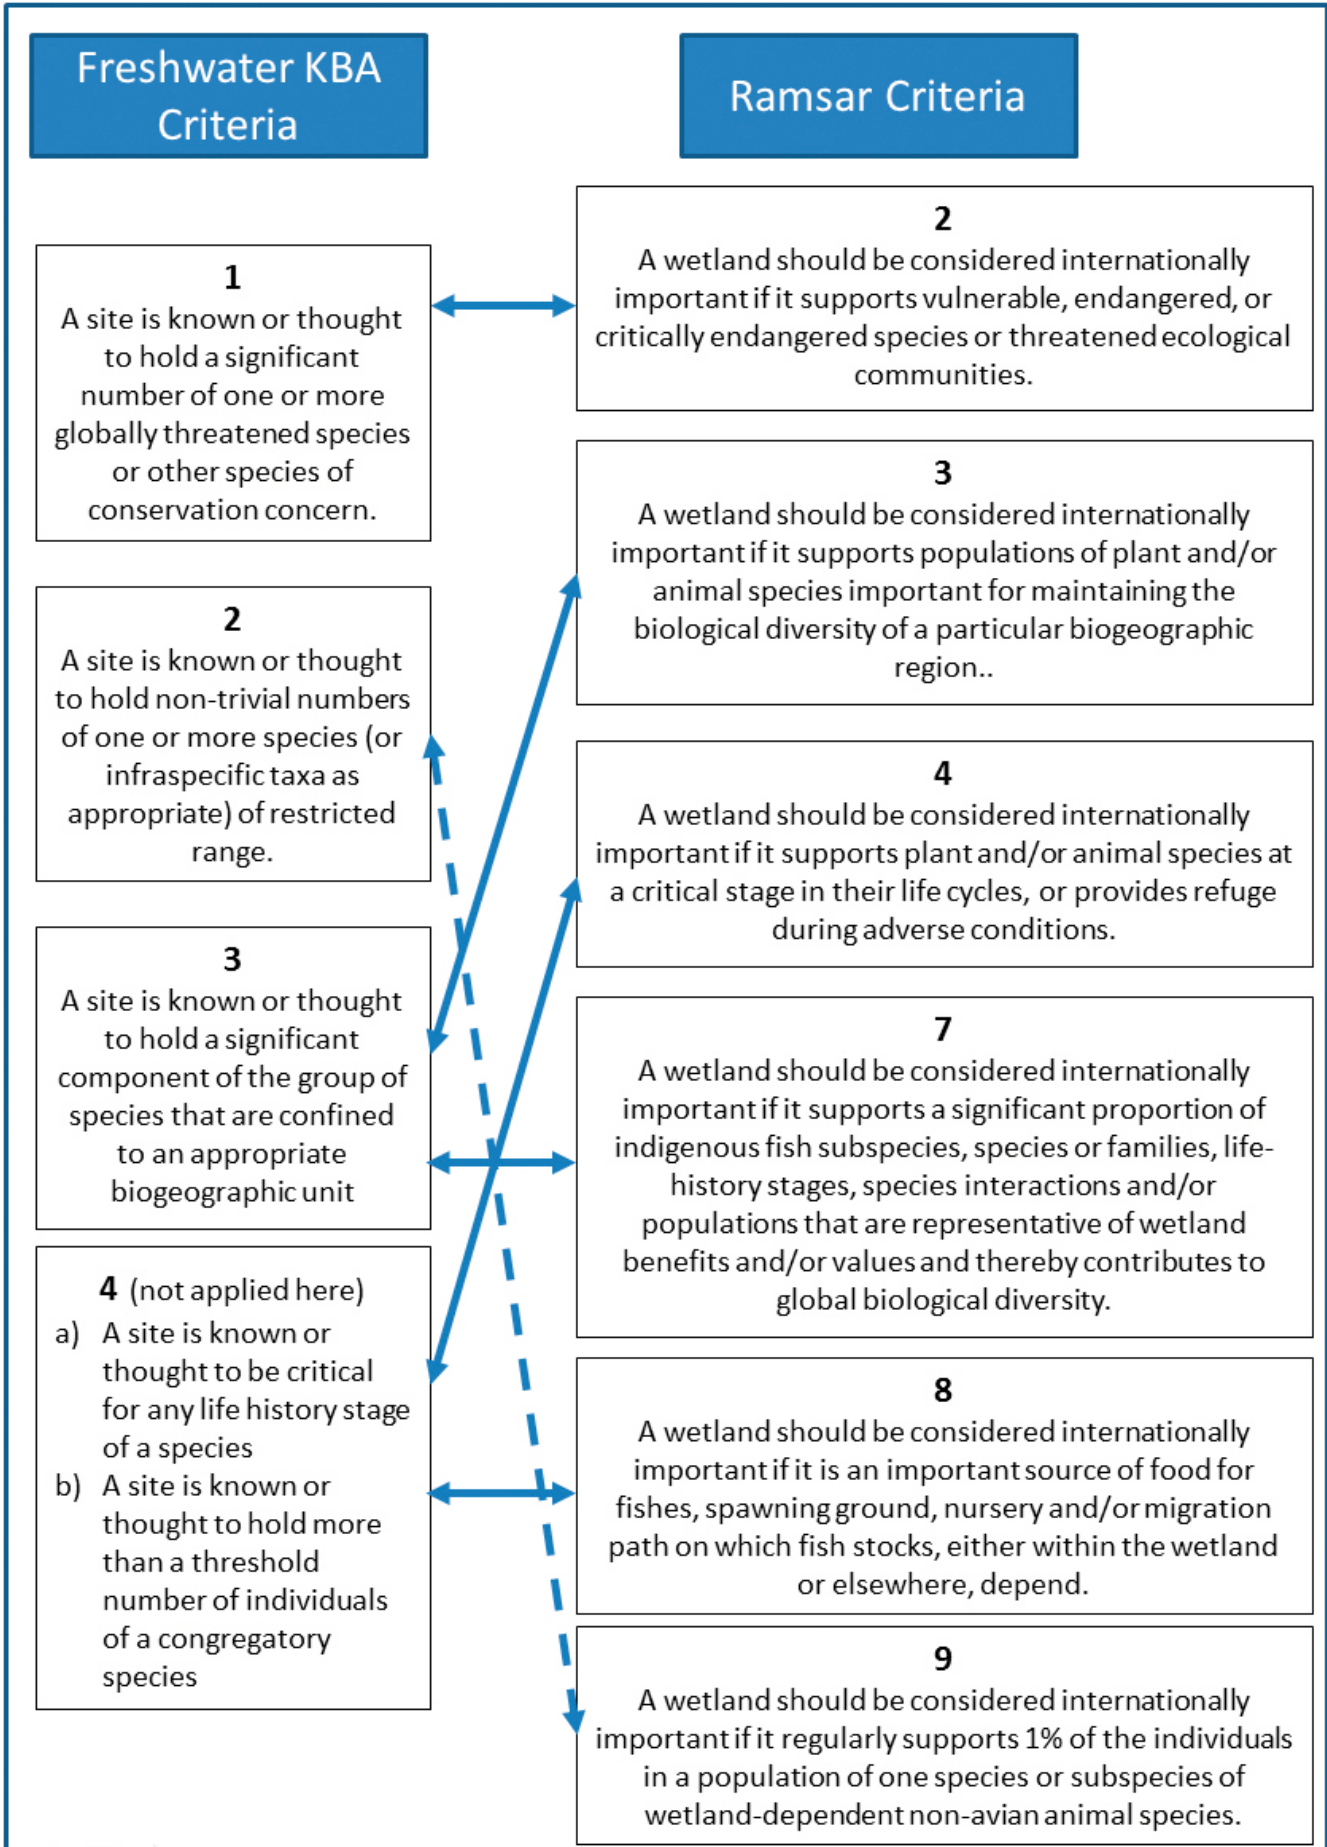 Freshwater KBA
Criteria
Ramsar Criteria
1
A site is known or thought
to hold a significant
number of one or more
globally threatened species
or other species of
conservation concern.
2
A site is known or thought
to hold non-trivial numbers
of one or more species (or
infraspecific taxa as
appropriate) of restricted
range.
3
A site is known or thought
to hold a significant
component of the group of
species that are confined
to an appropriate
biogeographic unit
4 (not applied here)
a) A site is known or
thought to be critical
for any life history stage
of a species
b) A site is known or
thought to hold more
than a threshold
number of individuals
of a congregatory
species
2
A wetland should be considered internationally
important if it supports vulnerable, endangered, or
critically endangered species or threatened ecological
communities.
3
A wetland should be considered internationally
important if it supports populations of plant and/or
animal species important for maintaining the
biological diversity of a particular biogeographic
region..
4
A wetland should be considered internationally
important if it supports plant and/or animal species at
a critical stage in their life cycles, or provides refuge
during adverse conditions.
7
A wetland should be considered internationally
important if it supports a significant proportion of
indigenous fish subspecies, species or families, life-
history stages, species interactions and/or
populations that are representative of wetland
benefits and/or values and thereby contributes to
global biological diversity.
8
A wetland should be considered internationally
important if it is an important source of food for
fishes, spawning ground, nursery and/or migration
path on which fish stocks, either within the wetland
or elsewhere, depend.
9
A wetland should be considered internationally
important if it regularly supports 1% of the individuals
in a population of one species or subspecies of
wetland-dependent non-avian animal species.